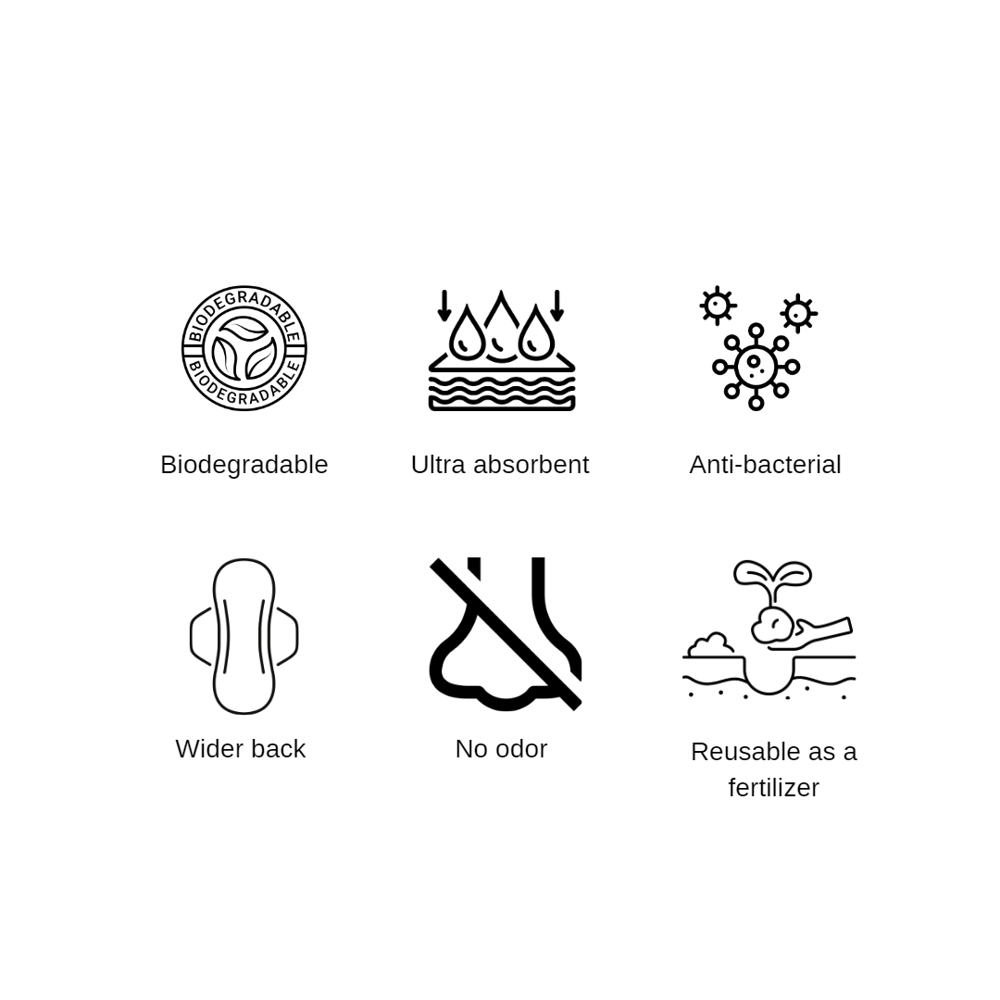 BIODEGRADABLE
BIODEGRADABLE
Biodegradable
Ultra absorbent
Anti-bacterial
Wider back
No odor
Reusable as a
fertilizer